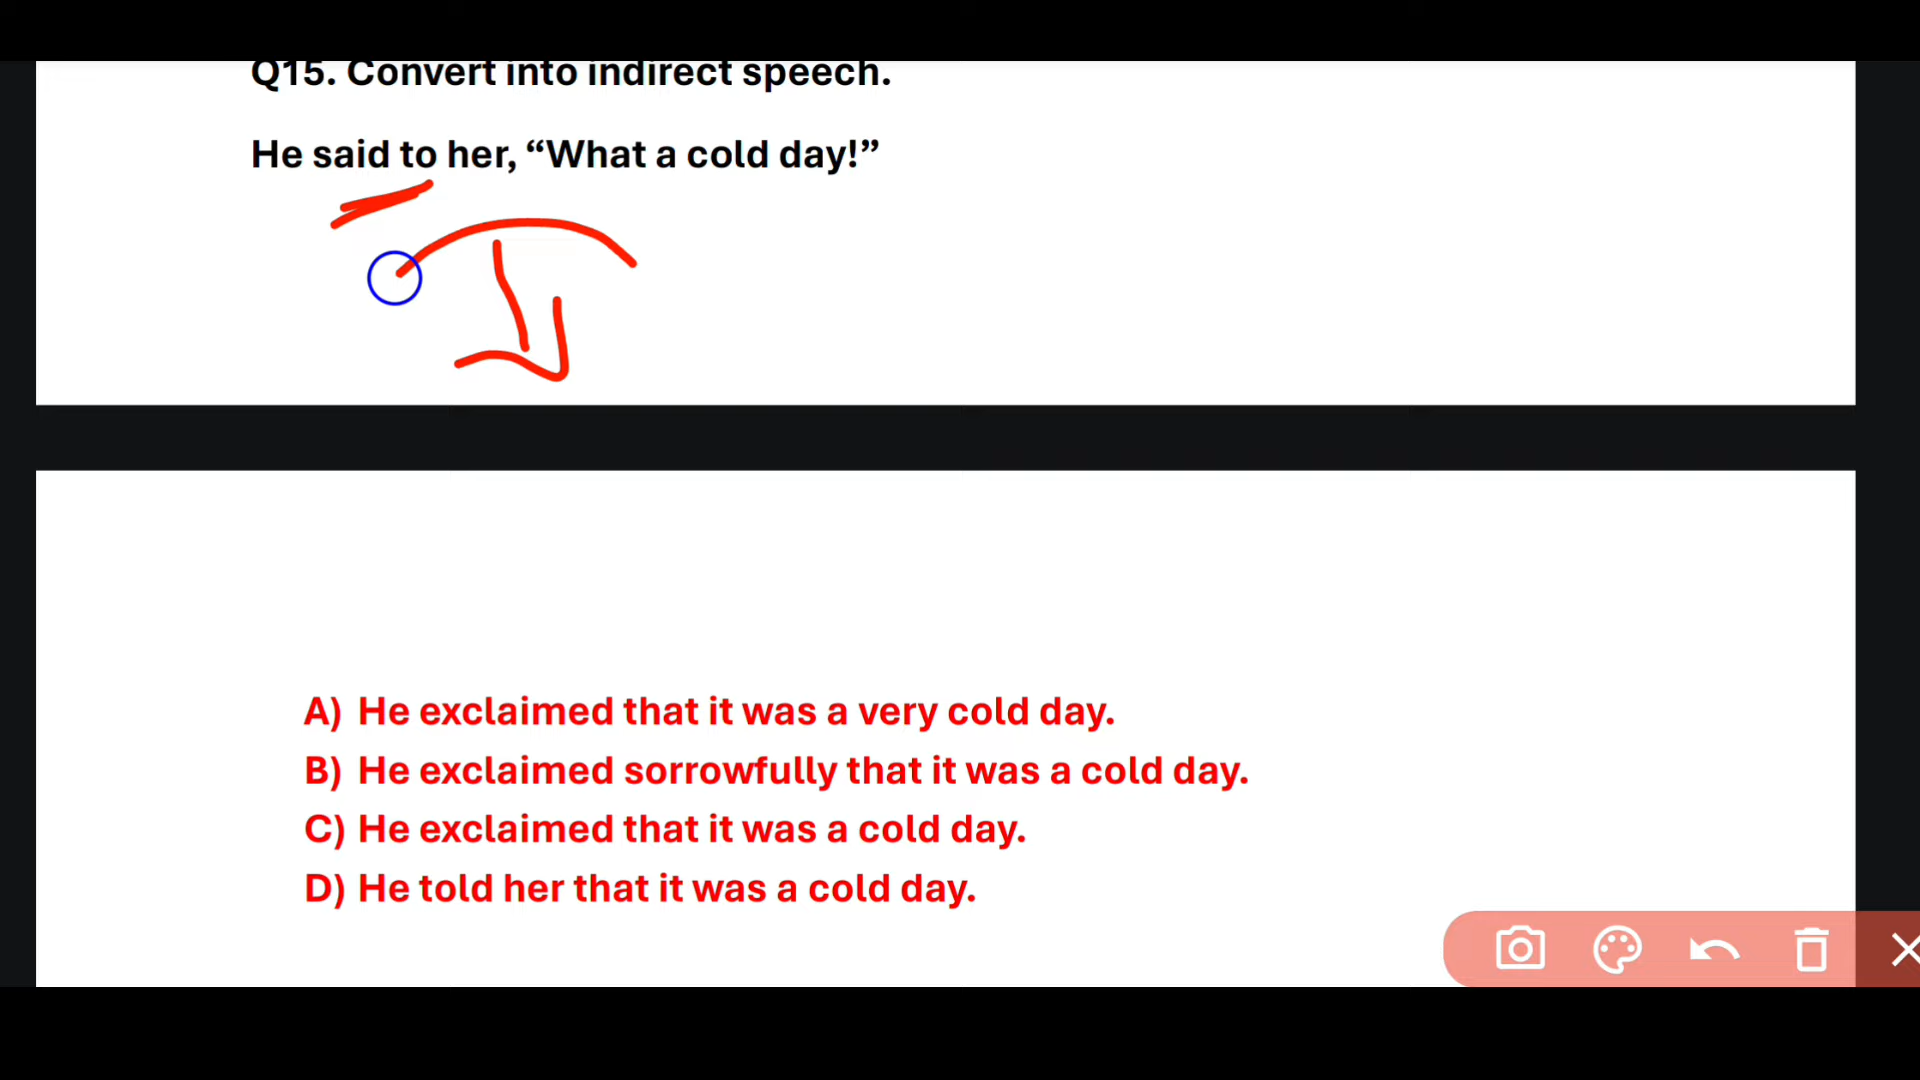 Q15. Convert into indirect speech.
He said to her, “What a cold day!”
A) He exclaimed that it was a very cold day.
B) He exclaimed sorrowfully that it was a cold day.
C) He exclaimed that it was a cold day.
D) He told her that it was a cold day.